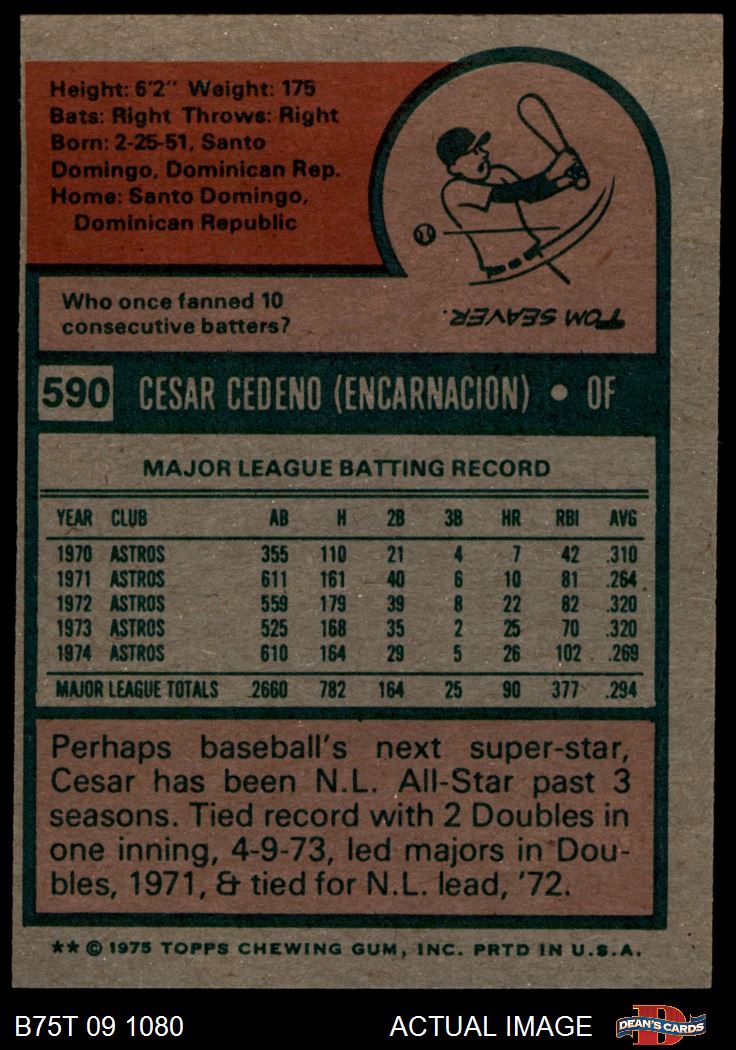 Height: 6'2" Weight: 175
Bats: Right Throws: Right
Born: 2-25-51, Santo
Domingo, Dominican Rep.
Home: Santo Domingo,
Dominican Republic
Who once fanned 10
consecutive batters?
TOM SEAVER.
590 CESAR CEDENO (ENCARNACION) • OF
MAJOR LEAGUE BATTING RECORD
YEAR CLUB AB H 2B 3B HR RBI AVG
1970 ASTROS 355 110 21 4 7 42 .310
1971 ASTROS 611 161 40 6 10 81 .264
1972 ASTROS 559 179 39 8 22 82 .320
1973 ASTROS 525 168 35 2 25 70 .320
1974 ASTROS 610 164 29 5 26 102 .269
MAJOR LEAGUE TOTALS 2660 782 164 25 90 377 .294
Perhaps baseball's next super-star,
Cesar has been N.L. All-Star past 3
seasons. Tied record with 2 Doubles in
one inning, 4-9-73, led majors in Dou-
bles, 1971, & tied for N.L. lead, '72.
** © 1975 TOPPS CHEWING GUM, INC. PRTD IN U.S.A.
B75T 09 1080 ACTUAL IMAGE D DEAN'S CARDS